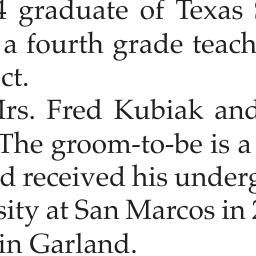 4 graduate of Texas S
a fourth grade teach
ct.
Mrs. Fred Kubiak and
The groom-to-be is a
d received his underg
sity at San Marcos in 2
in Garland.